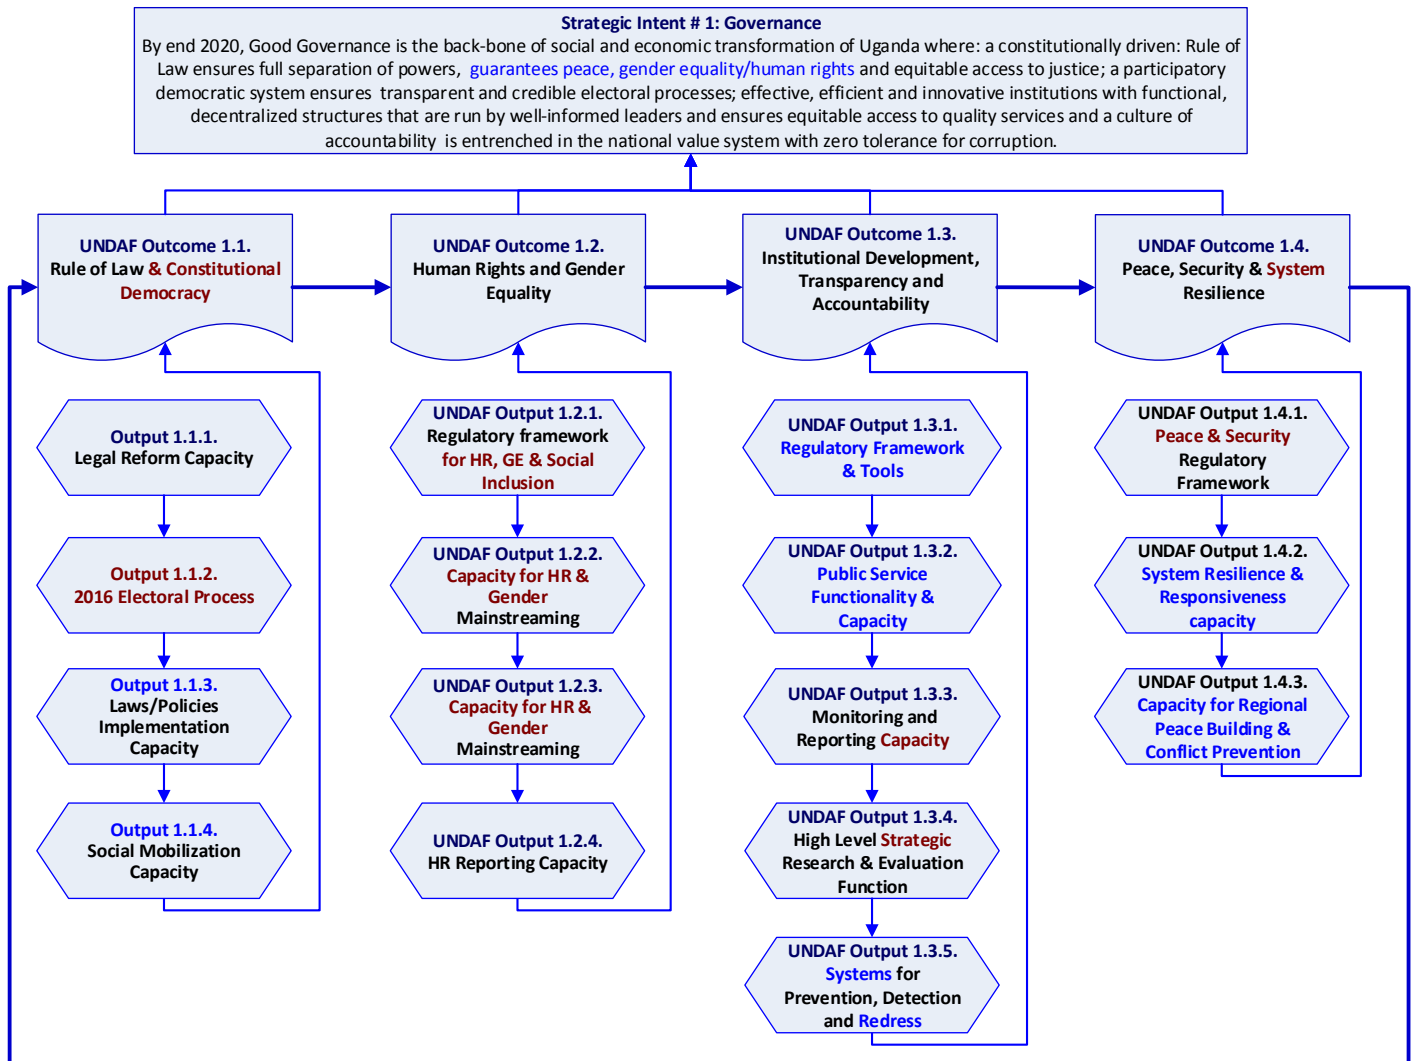 Strategic Intent # 1: Governance
By end 2020, Good Governance is the back-bone of social and economic transformation of Uganda where: a constitutionally driven: Rule of
Law ensures full separation of powers, guarantees peace, gender equality/human rights and equitable access to justice; a participatory
democratic system ensures transparent and credible electoral processes; effective, efficient and innovative institutions with functional,
decentralized structures that are run by well-informed leaders and ensures equitable access to quality services and a culture of
accountability is entrenched in the national value system with zero tolerance for corruption.
UNDAF Outcome 1.1.
Rule of Law & Constitutional
Democracy
UNDAF Outcome 1.2.
Human Rights and Gender
Equality
UNDAF Outcome 1.3.
Institutional Development,
Transparency and
Accountability
UNDAF Outcome 1.4.
Peace, Security & System
Resilience
Output 1.1.1.
Legal Reform Capacity
Output 1.1.2.
2016 Electoral Process
Output 1.1.3.
Laws/Policies
Implementation
Capacity
Output 1.1.4.
Social Mobilization
Capacity
UNDAF Output 1.2.1.
Regulatory framework
for HR, GE & Social
Inclusion
UNDAF Output 1.2.2.
Capacity for HR &
Gender
Mainstreaming
UNDAF Output 1.2.3.
Capacity for HR &
Gender
Mainstreaming
UNDAF Output 1.2.4.
HR Reporting Capacity
UNDAF Output 1.3.1.
Regulatory Framework
& Tools
UNDAF Output 1.3.2.
Public Service
Functionality &
Capacity
UNDAF Output 1.3.3.
Monitoring and
Reporting Capacity
UNDAF Output 1.3.4.
High Level Strategic
Research & Evaluation
Function
UNDAF Output 1.3.5.
Systems for
Prevention, Detection
and Redress
UNDAF Output 1.4.1.
Peace & Security
Regulatory
Framework
UNDAF Output 1.4.2.
System Resilience &
Responsiveness
capacity
UNDAF Output 1.4.3.
Capacity for Regional
Peace Building &
Conflict Prevention